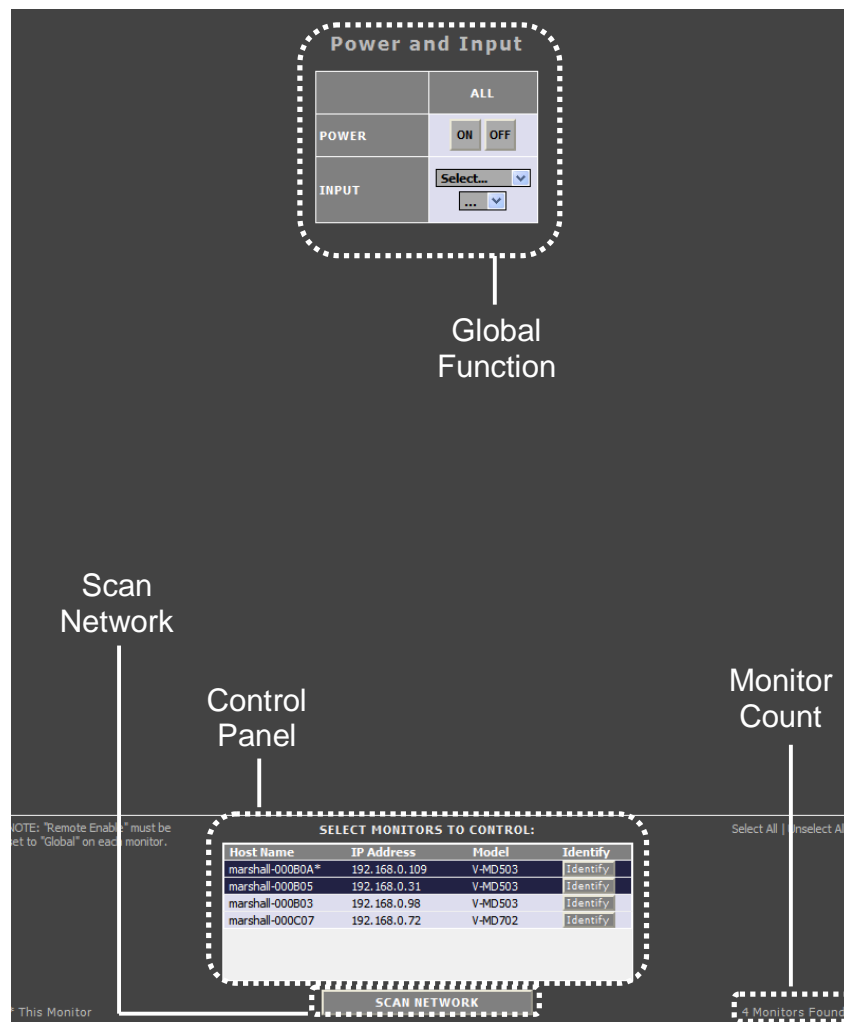 Power and Input
ALL
POWER ON OFF
INPUT Select...
...
Global
Function
Scan
Network
Control
Panel
Monitor
Count
NOTE: "Remote Enable" must be
set to "Global" on each monitor.
SELECT MONITORS TO CONTROL:
Select All | Unselect Al
Host Name IP Address Model Identify
marshall-000B0A* 192.168.0.109 V-MD503 Identify
marshall-000B05 192.168.0.31 V-MD503 Identify
marshall-000B03 192.168.0.98 V-MD503 Identify
marshall-000C07 192.168.0.72 V-MD702 Identify
SCAN NETWORK
* This Monitor
4 Monitors Found